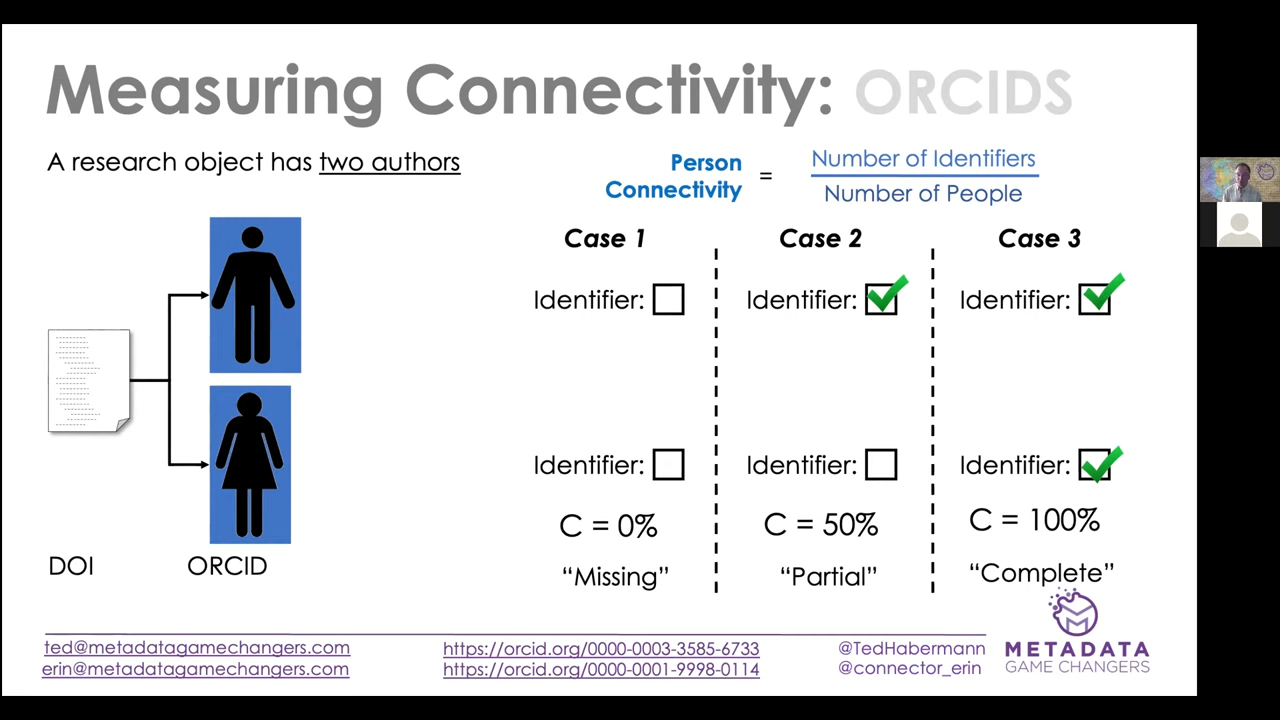 Measuring Connectivity: ORCIDS
A research object has two authors
Person
Connectivity
=
Number of Identifiers
Number of People
Case 1
Case 2
Case 3
Identifier:
Identifier:
Identifier:
Identifier:
Identifier:
Identifier:
C = 0%
C = 50%
C = 100%
“Missing”
“Partial”
“Complete”
DOI
ORCID
ted@metadatagamechangers.com
erin@metadatagamechangers.com
https://orcid.org/0000-0003-3585-6733
https://orcid.org/0000-0001-9998-0114
@TedHabermann
@connector_erin
METADATA
GAME CHANGERS